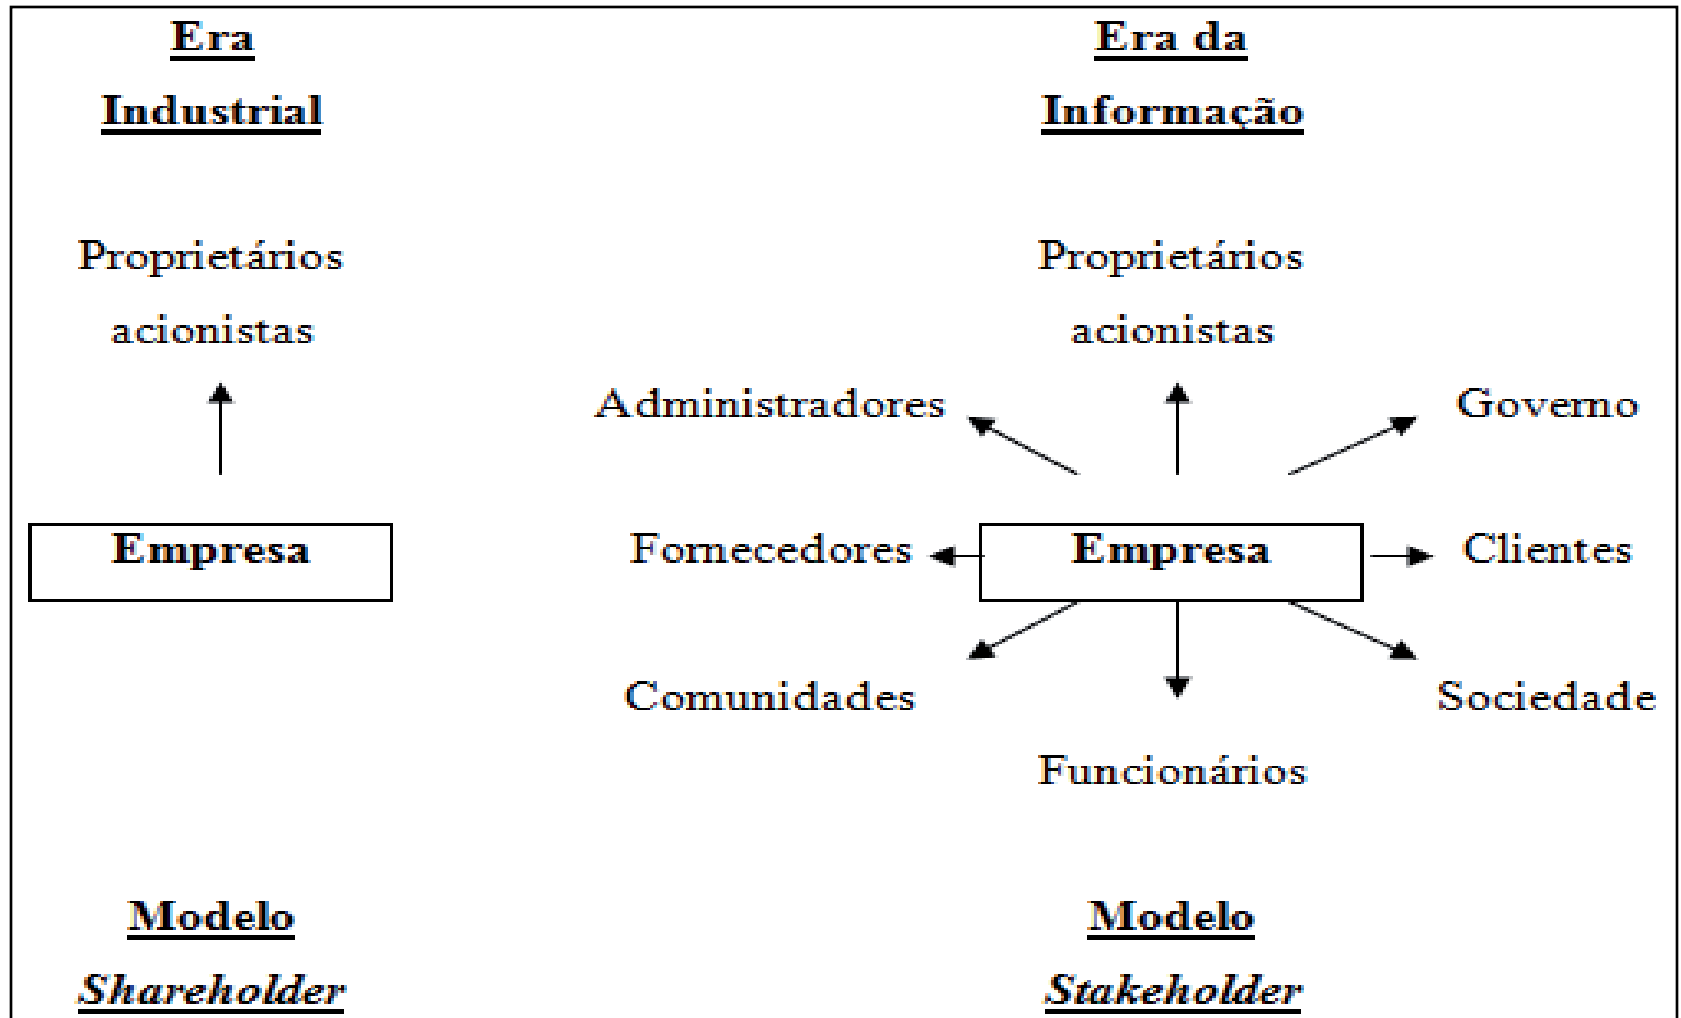 Era
Industrial
Proprietários
acionistas
Empresa
Modelo
Shareholder
Era da
Informação
Proprietários
acionistas
Administradores
Governo
Fornecedores
Empresa
Clientes
Comunidades
Sociedade
Funcionários
Modelo
Stakeholder